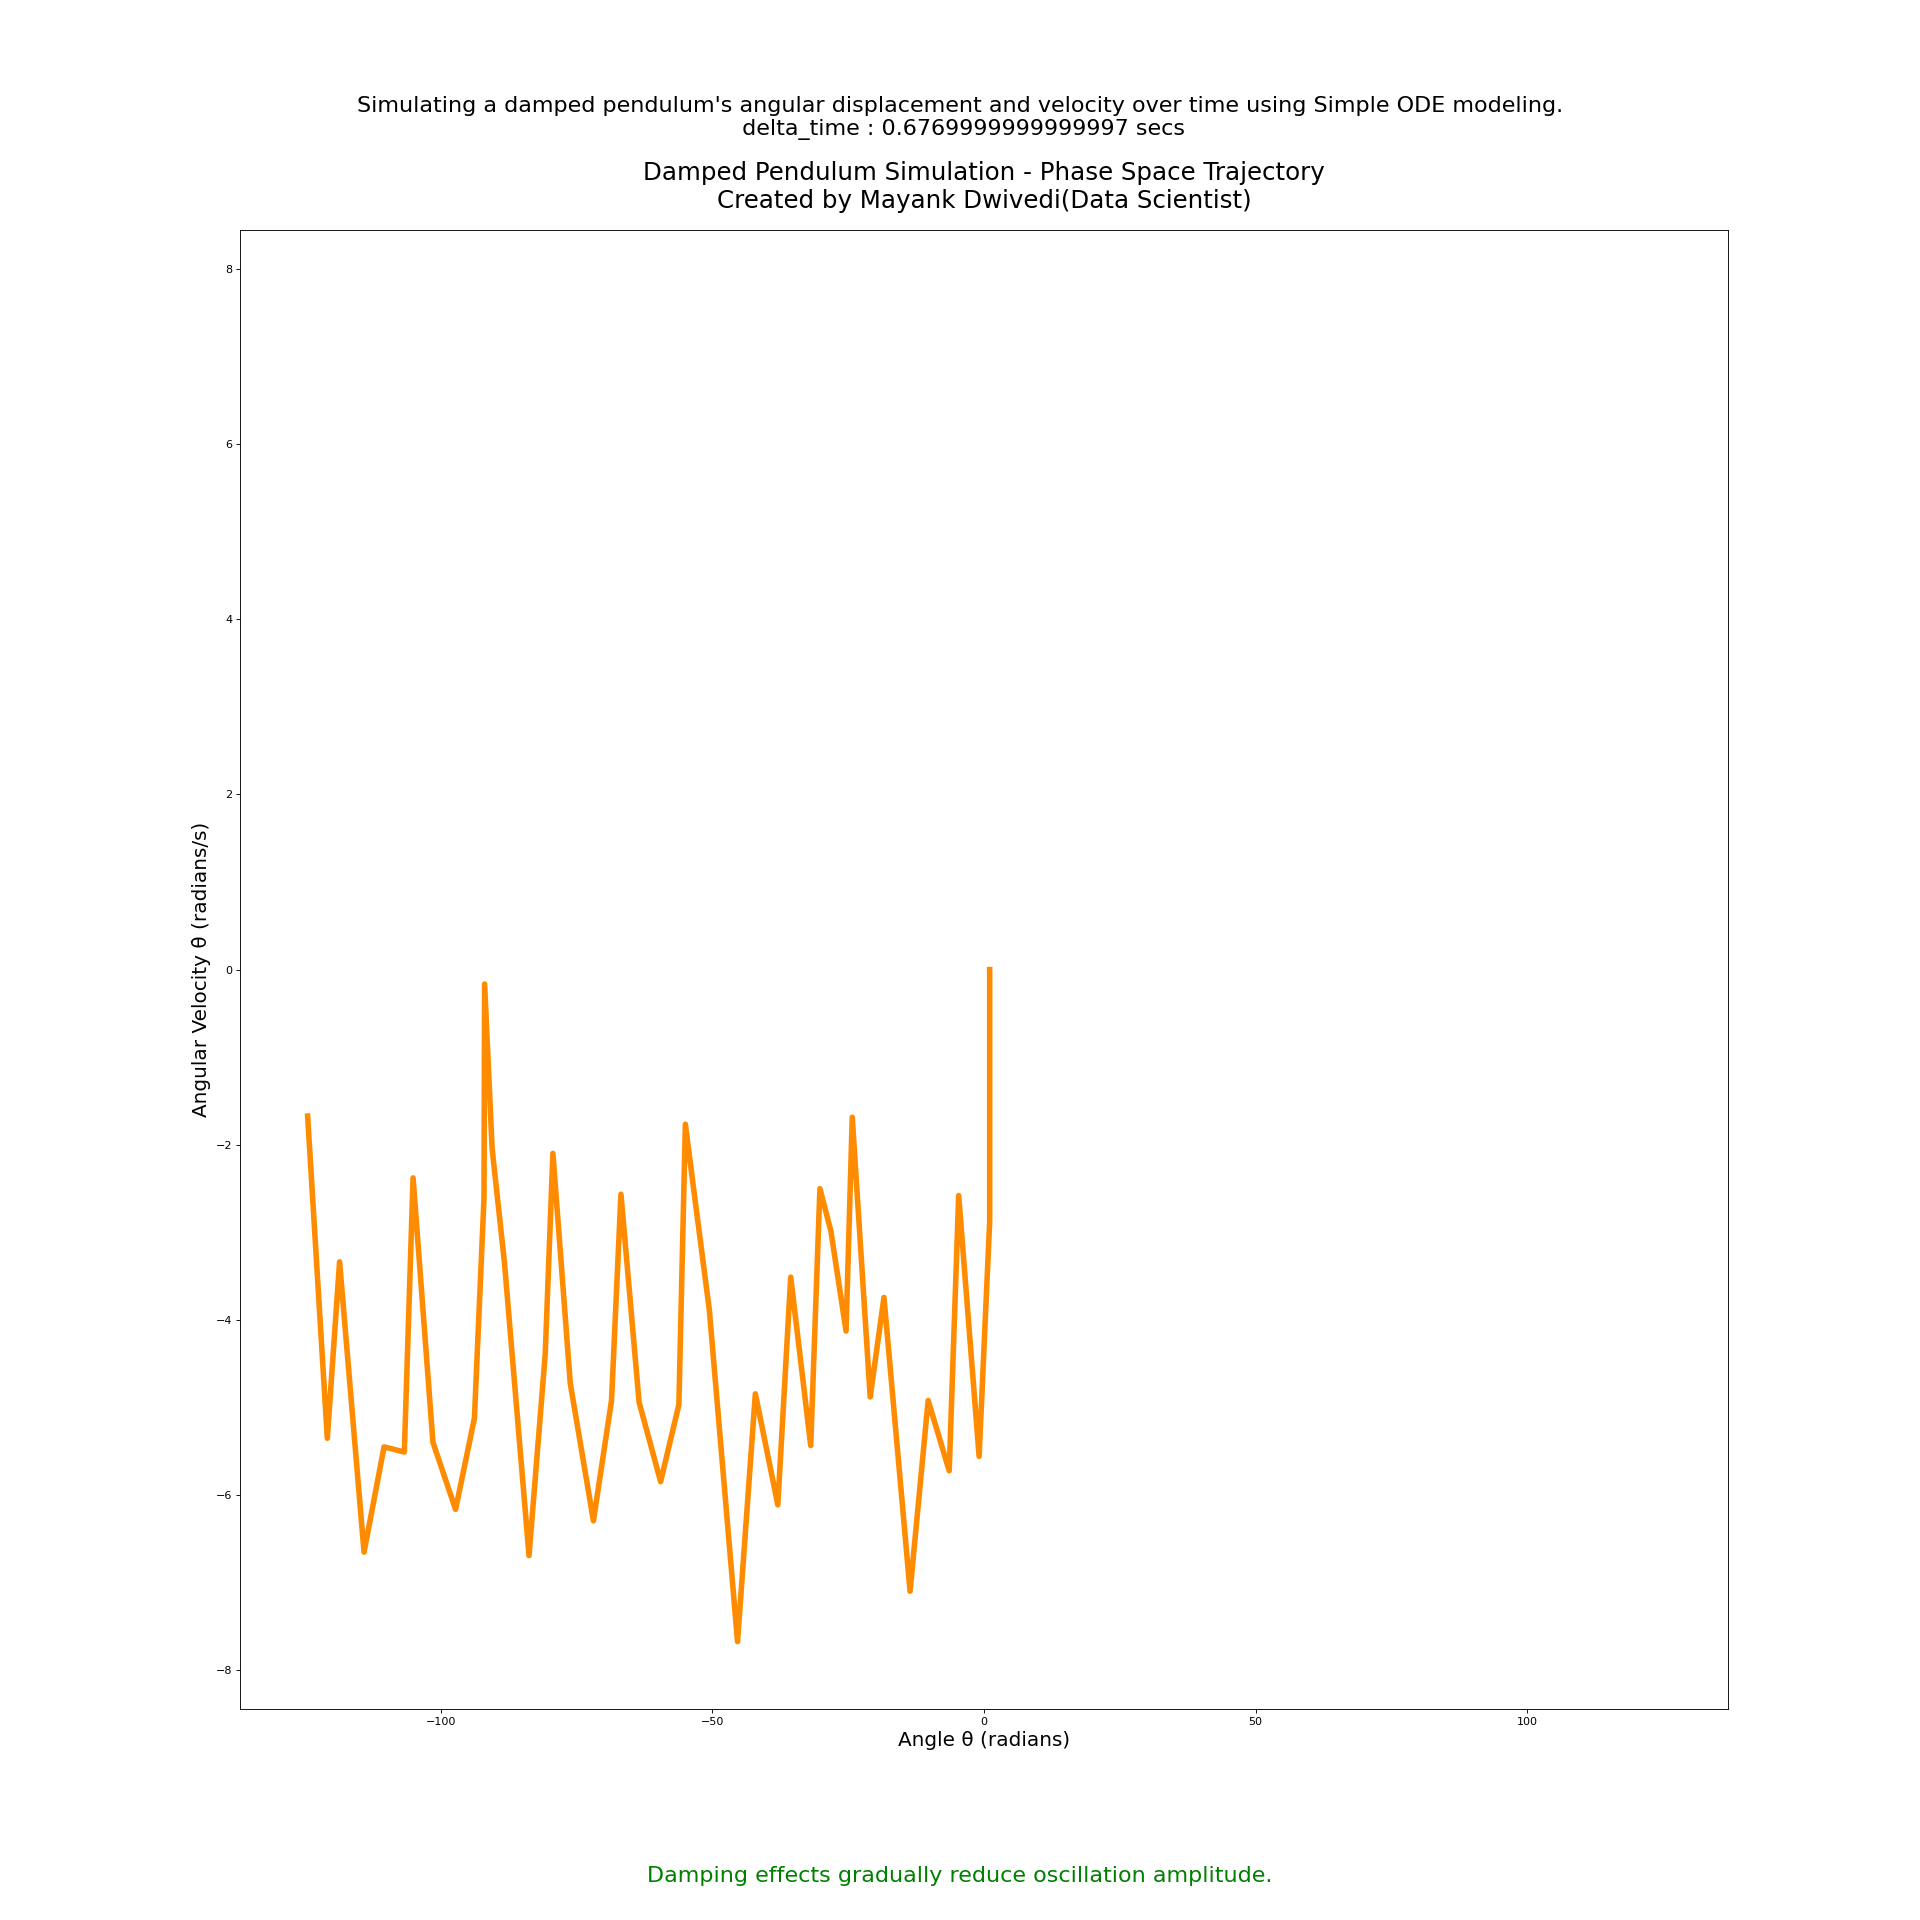 Simulating a damped pendulum's angular displacement and velocity over time using Simple ODE modeling.
delta_time : 0.6769999999999997 secs
Damped Pendulum Simulation - Phase Space Trajectory
Created by Mayank Dwivedi(Data Scientist)
8
6
4
2
0
−2
−4
−6
−8
Angular Velocity θ̇ (radians/s)
−100
−50
0
50
100
Angle θ (radians)
Damping effects gradually reduce oscillation amplitude.